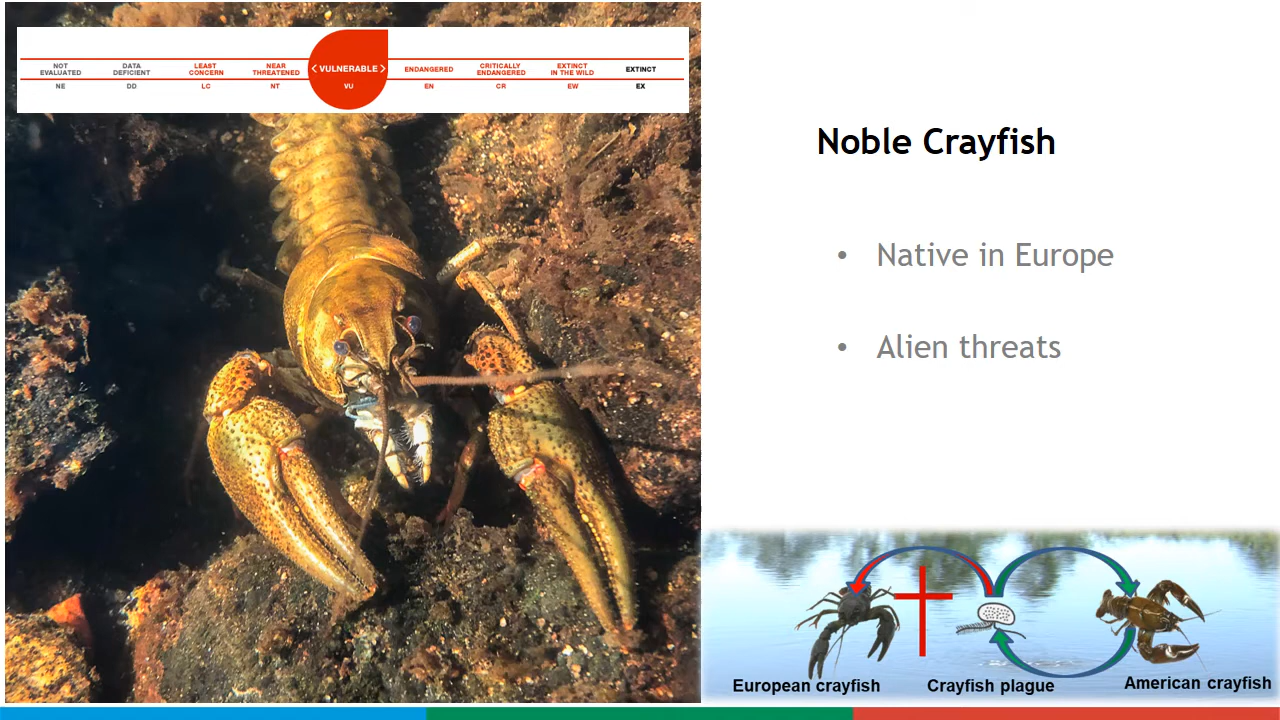 NOT EVALUATED
DATA DEFICIENT
LEAST CONCERN
NEAR THREATENED
< VULNERABLE >
ENDANGERED
CRITICALLY ENDANGERED
EXTINCT IN THE WILD
EXTINCT
NE
DD
LC
NT
VU
EN
CR
EW
EX
Noble Crayfish
• Native in Europe
• Alien threats
European crayfish
Crayfish plague
American crayfish